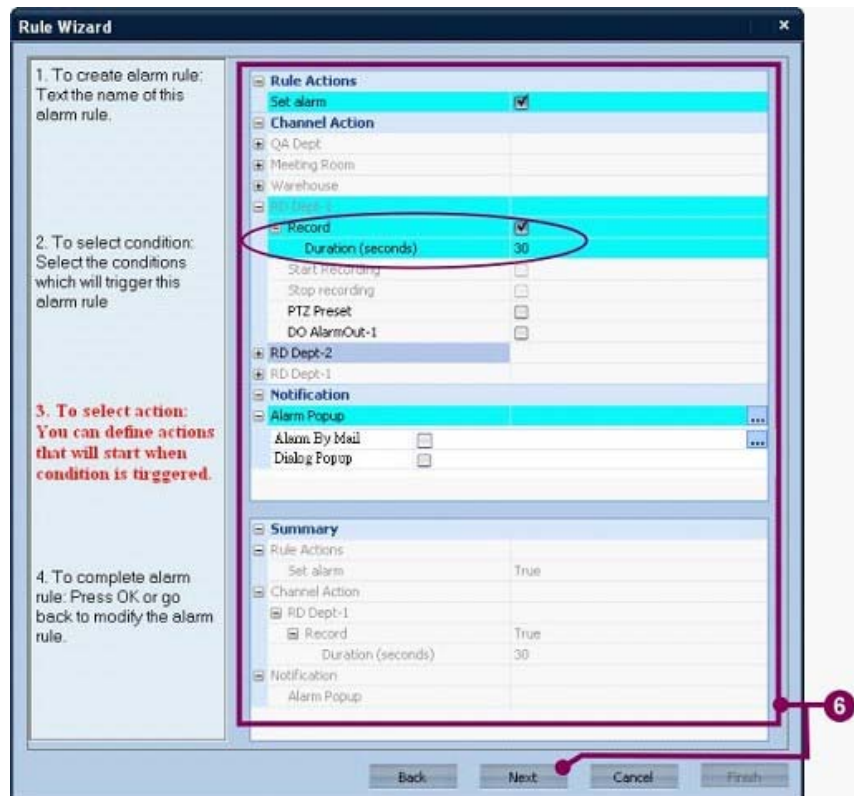 Rule Wizard
1. To create alarm rule:
Text the name of this
alarm rule.
2. To select condition:
Select the conditions
which will trigger this
alarm rule
3. To select action:
You can define actions
that will start when
condition is tirggered.
4. To complete alarm
rule: Press OK or go
back to modify the alarm
rule.
Rule Actions
Set alarm
Channel Action
QA Dept
Meeting Room
Warehouse
RD Dept-1
Record
Duration (seconds) 30
Start Recording
Stop recording
PTZ Preset
DO AlarmOut-1
RD Dept-2
RD Dept-1
Notification
Alarm Popup ...
Alarm By Mail ...
Dialog Popup
Summary
Rule Actions
Set alarm True
Channel Action
RD Dept-1
Record True
Duration (seconds) 30
Notification
Alarm Popup
6
Back Next Cancel Finish